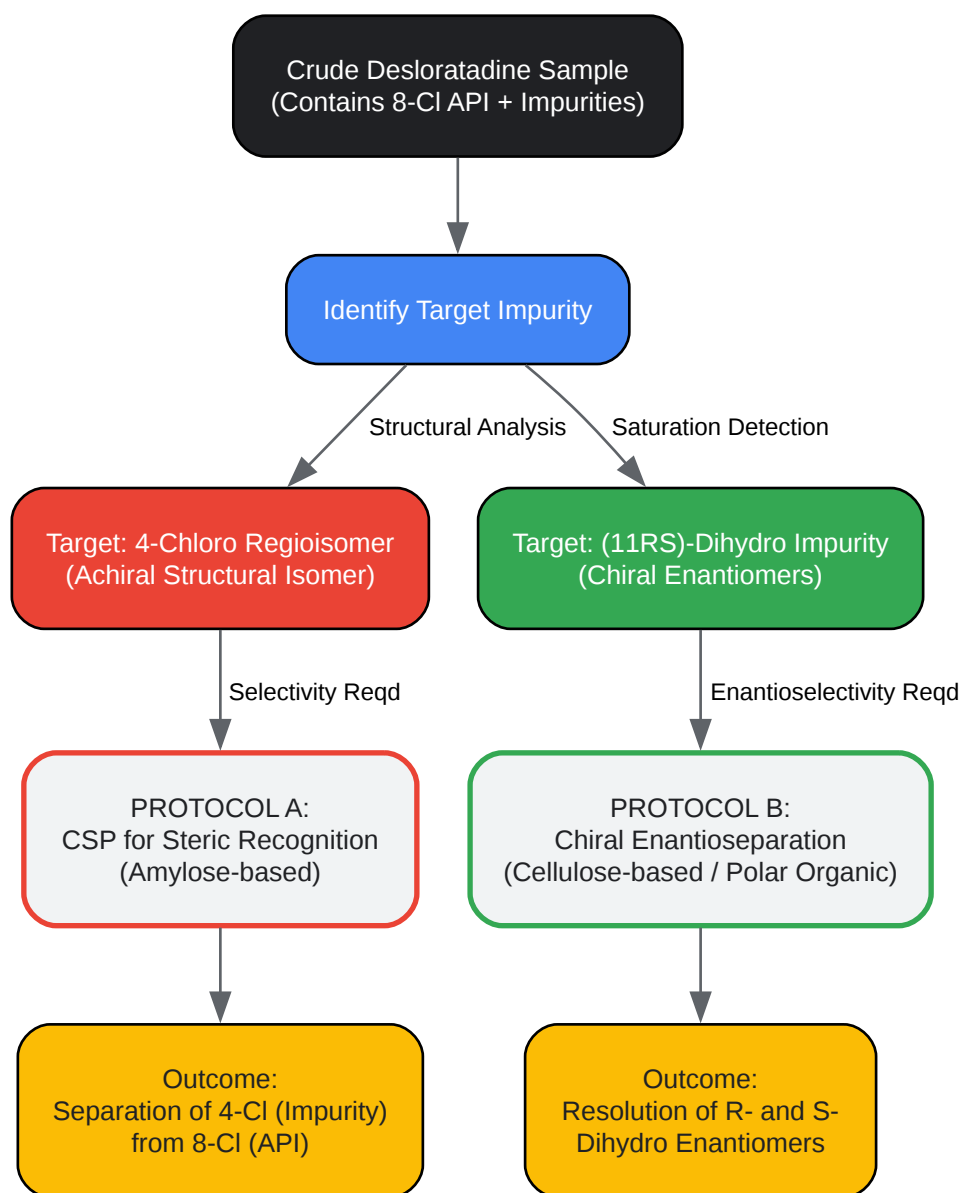 Crude Desloratadine Sample
(Contains 8-Cl API + Impurities)
Identify Target Impurity
Structural Analysis
Saturation Detection
Target: 4-Chloro Regioisomer
(Achiral Structural Isomer)
Target: (11RS)-Dihydro Impurity
(Chiral Enantiomers)
Selectivity Reqd
Enantioselectivity Reqd
PROTOCOL A:
CSP for Steric Recognition
(Amylose-based)
PROTOCOL B:
Chiral Enantioseparation
(Cellulose-based / Polar Organic)
Outcome:
Separation of 4-Cl (Impurity)
from 8-Cl (API)
Outcome:
Resolution of R- and S-
Dihydro Enantiomers